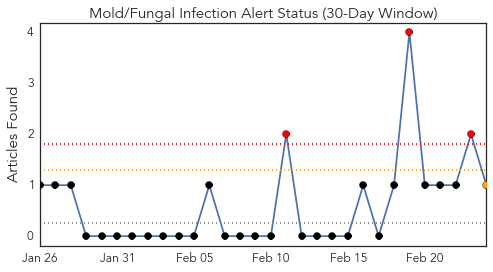 Mold/Fungal Infection Alert Status (30-Day Window)
Articles Found
4
3
2
1
0
Jan 26
Jan 31
Feb 05
Feb 10
Feb 15
Feb 20